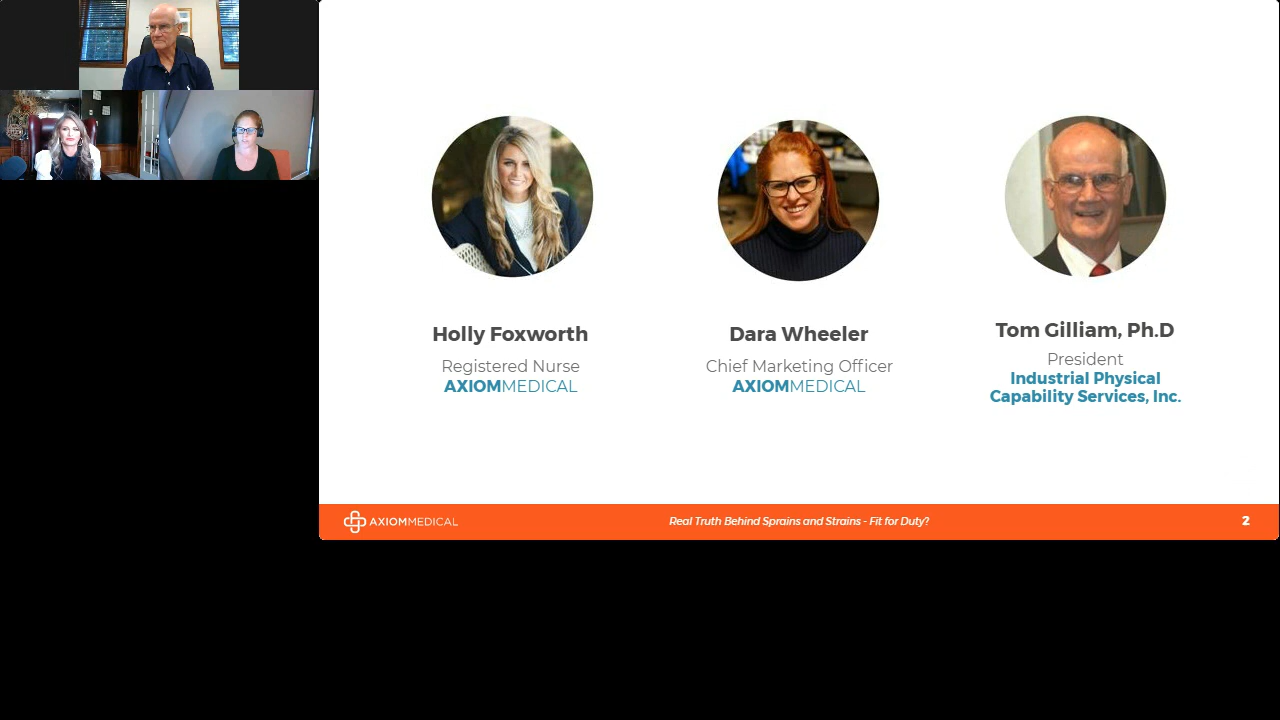 Holly Foxworth
Registered Nurse
AXIOMMEDICAL
Dara Wheeler
Chief Marketing Officer
AXIOMMEDICAL
Tom Gilliam, Ph.D
President
Industrial Physical
Capability Services, Inc.
AXIOMMEDICAL
Real Truth Behind Sprains and Strains - Fit for Duty?
2